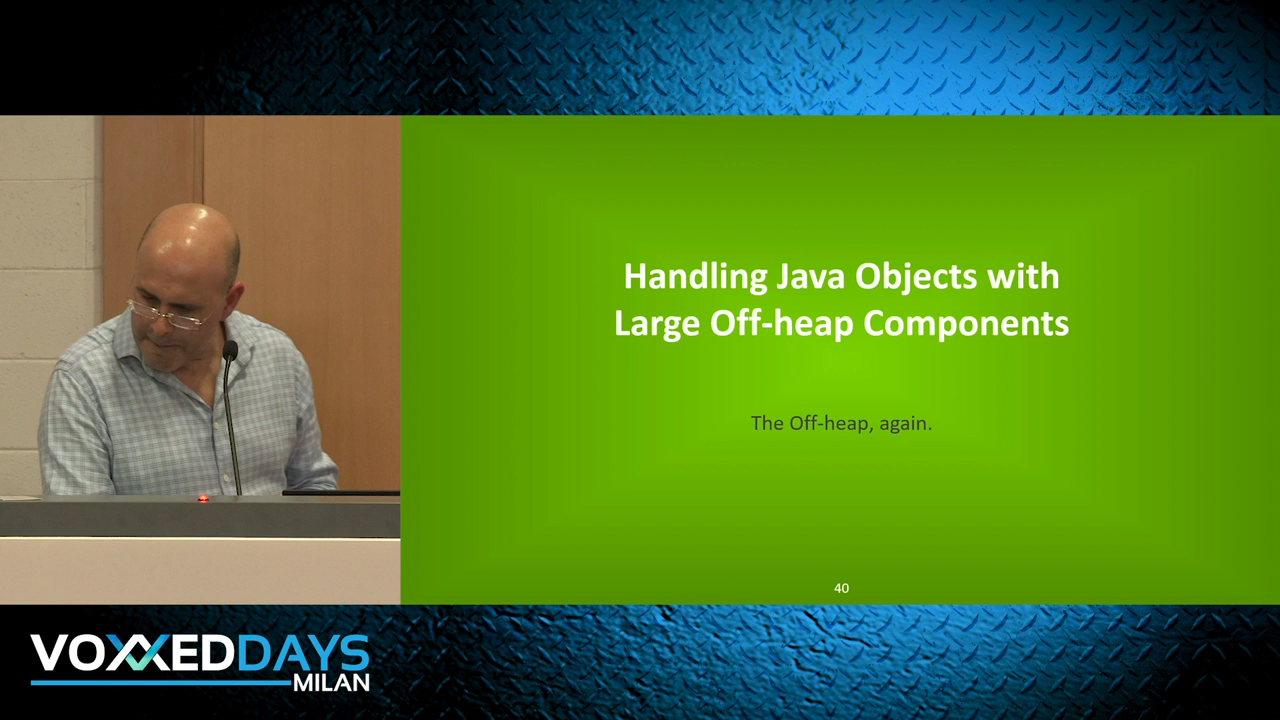 Handling Java Objects with
Large Off-heap Components
The Off-heap, again.
40
VOXXEDDAYS
MILAN